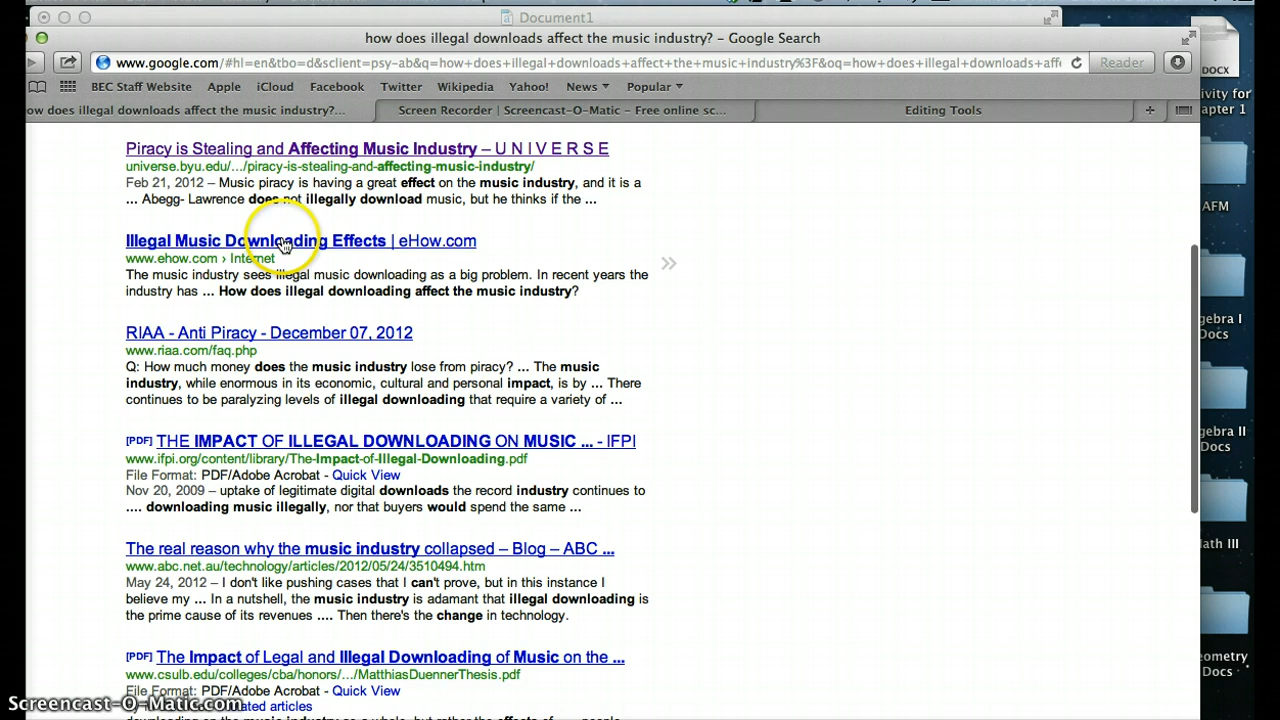 Document1
how does illegal downloads affect the music industry? – Google Search
DOCX
www.google.com/#hl=en&tbo=d&sclient=psy-ab&q=how+does+illegal+downloads+affect+the+music+industry%3F&oq=how+does+illegal+downloads+affe
Reader
BEC Staff Website Apple iCloud Facebook Twitter Wikipedia Yahoo! News Popular
ow does illegal downloads affect the music industry?...
Screen Recorder | Screencast-O-Matic – Free online sc...
Editing Tools
ivity for
apter 1
Piracy is Stealing and Affecting Music Industry – U N I V E R S E
universe.byu.edu/.../piracy-is-stealing-and-affecting-music-industry/
Feb 21, 2012 – Music piracy is having a great effect on the music industry, and it is a
... Abegg- Lawrence does not illegally download music, but he thinks if the ...
AFM
Illegal Music Downloading Effects | eHow.com
www.ehow.com › Internet
The music industry sees illegal music downloading as a big problem. In recent years the
industry has ... How does illegal downloading affect the music industry?
gebra I
Docs
RIAA - Anti Piracy - December 07, 2012
www.riaa.com/faq.php
Q: How much money does the music industry lose from piracy? ... The music
industry, while enormous in its economic, cultural and personal impact, is by ... There
continues to be paralyzing levels of illegal downloading that require a variety of ...
gebra II
Docs
[PDF] THE IMPACT OF ILLEGAL DOWNLOADING ON MUSIC ... - IFPI
www.ifpi.org/content/library/The-Impact-of-Illegal-Downloading.pdf
File Format: PDF/Adobe Acrobat - Quick View
Nov 20, 2009 – uptake of legitimate digital downloads the record industry continues to
.... downloading music illegally, nor that buyers would spend the same ...
ath III
The real reason why the music industry collapsed – Blog – ABC ...
www.abc.net.au/technology/articles/2012/05/24/3510494.htm
May 24, 2012 – I don't like pushing cases that I can't prove, but in this instance I
believe my ... In a nutshell, the music industry is adamant that illegal downloading is
the prime cause of its revenues .... Then there's the change in technology.
eometry
Docs
[PDF] The Impact of Legal and Illegal Downloading of Music on the ...
www.csulb.edu/colleges/cba/honors/.../MatthiasDuennerThesis.pdf
File Format: PDF/Adobe Acrobat - Quick View
ated articles
Screencast-O-Matic.com